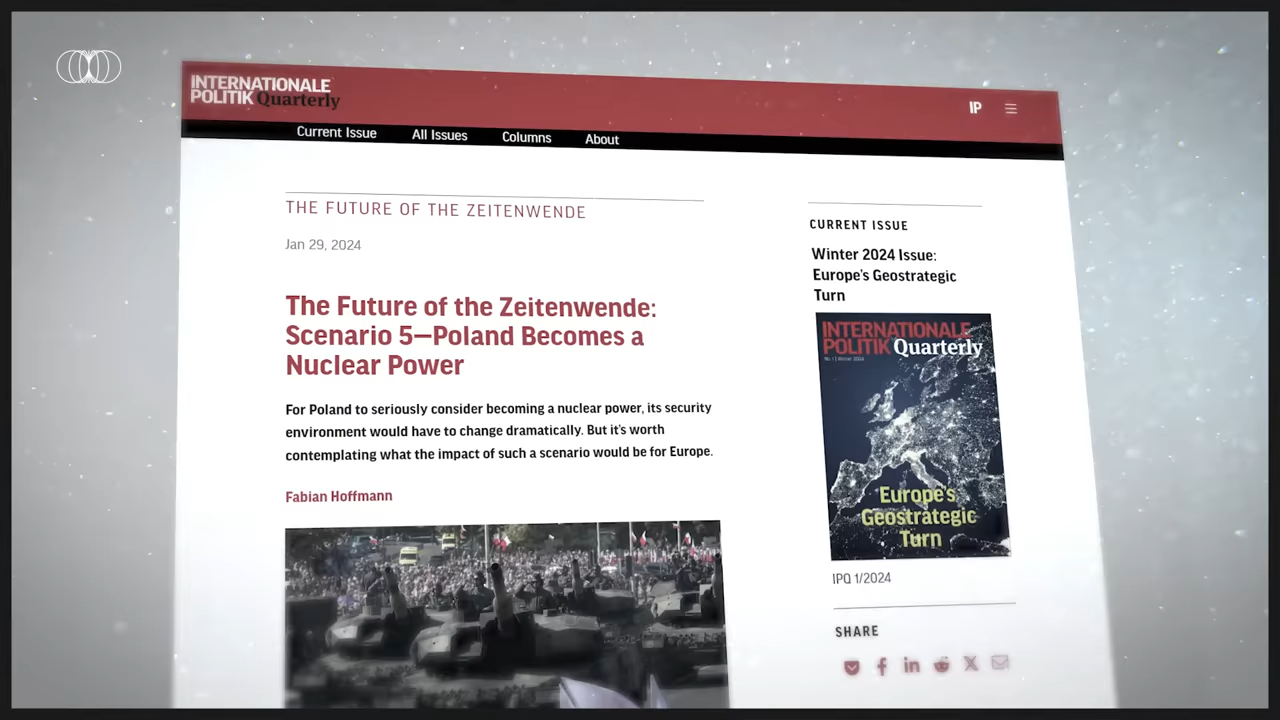 INTERNATIONALE
POLITIK Quarterly
IP
Current Issue
All Issues
Columns
About
THE FUTURE OF THE ZEITENWENDE
Jan 29, 2024
The Future of the Zeitenwende:
Scenario 5—Poland Becomes a
Nuclear Power
For Poland to seriously consider becoming a nuclear power, its security
environment would have to change dramatically. But it's worth
contemplating what the impact of such a scenario would be for Europe.
Fabian Hoffmann
CURRENT ISSUE
Winter 2024 Issue:
Europe's Geostrategic
Turn
INTERNATIONALE
POLITIK Quarterly
No. 1 | Winter 2024
Europe's
Geostrategic
Turn
IPQ 1/2024
SHARE